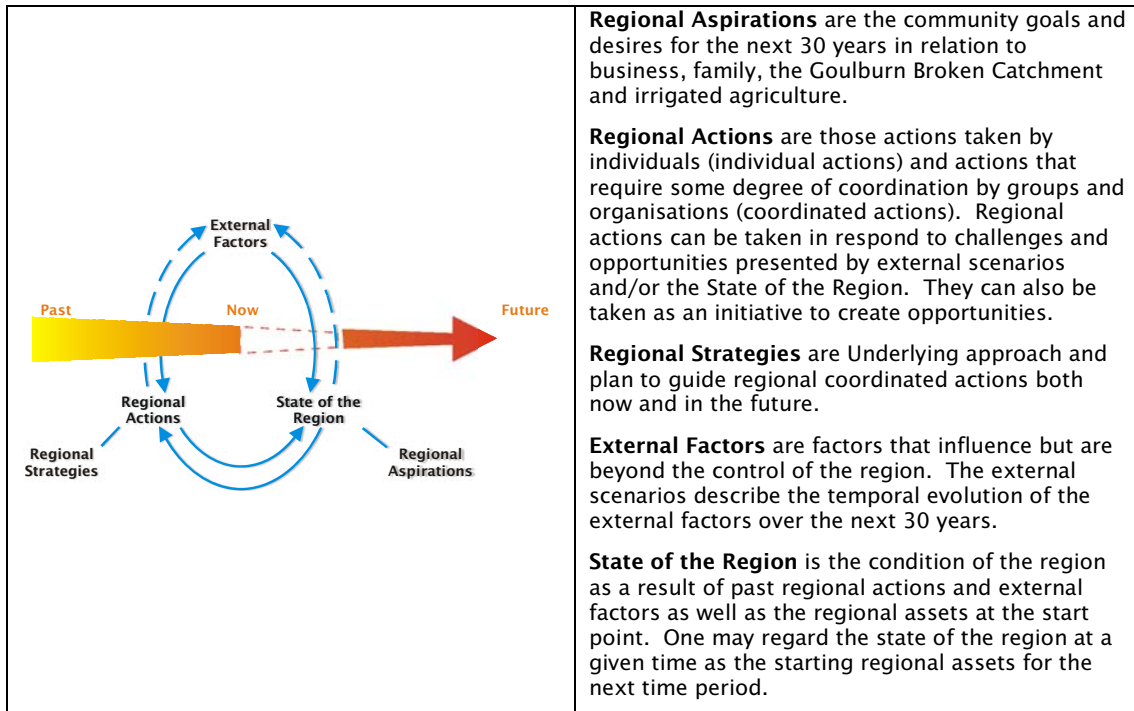 External
Factors
Past
Now
Future
Regional
Actions
State of the
Region
Regional
Strategies
Regional
Aspirations
Regional Aspirations are the community goals and
desires for the next 30 years in relation to
business, family, the Goulburn Broken Catchment
and irrigated agriculture.
Regional Actions are those actions taken by
individuals (individual actions) and actions that
require some degree of coordination by groups and
organisations (coordinated actions).  Regional
actions can be taken in respond to challenges and
opportunities presented by external scenarios
and/or the State of the Region.  They can also be
taken as an initiative to create opportunities.
Regional Strategies are Underlying approach and
plan to guide regional coordinated actions both
now and in the future.
External Factors are factors that influence but are
beyond the control of the region.  The external
scenarios describe the temporal evolution of the
external factors over the next 30 years.
State of the Region is the condition of the region
as a result of past regional actions and external
factors as well as the regional assets at the start
point.  One may regard the state of the region at a
given time as the starting regional assets for the
next time period.